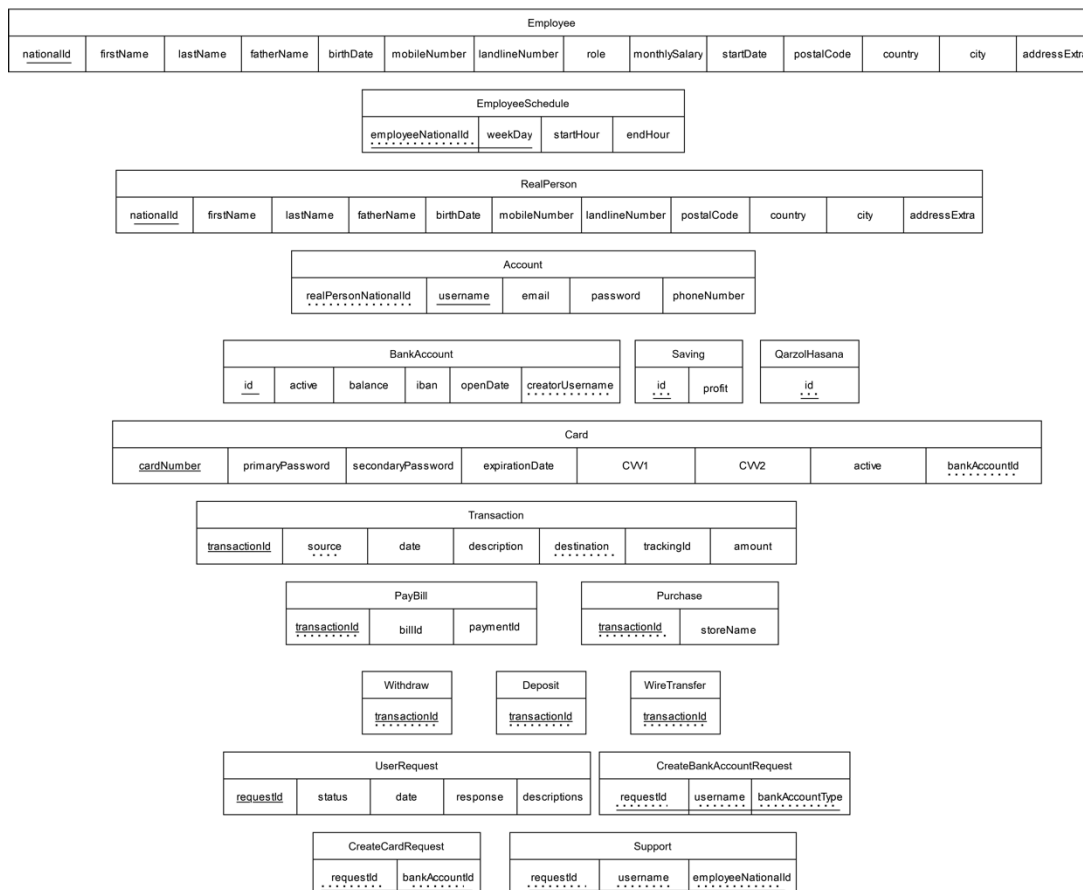 Employee
nationalId firstName lastName fatherName birthDate mobileNumber landlineNumber role monthlySalary startDate postalCode country city addressExtra
EmployeeSchedule
employeeNationalId weekDay startHour endHour
RealPerson
nationalId firstName lastName fatherName birthDate mobileNumber landlineNumber postalCode country city addressExtra
Account
realPersonNationalId username email password phoneNumber
BankAccount Saving QarzolHasana
id active balance iban openDate creatorUsername id profit id
Card
cardNumber primaryPassword secondaryPassword expirationDate CVV1 CVV2 active bankAccountId
Transaction
transactionId source date description destination trackingId amount
PayBill Purchase
transactionId billId paymentId transactionId storeName
Withdraw Deposit WireTransfer
transactionId transactionId transactionId
UserRequest CreateBankAccountRequest
requestId status date response descriptions requestId username bankAccountType
CreateCardRequest Support
requestId bankAccountId requestId username employeeNationalId